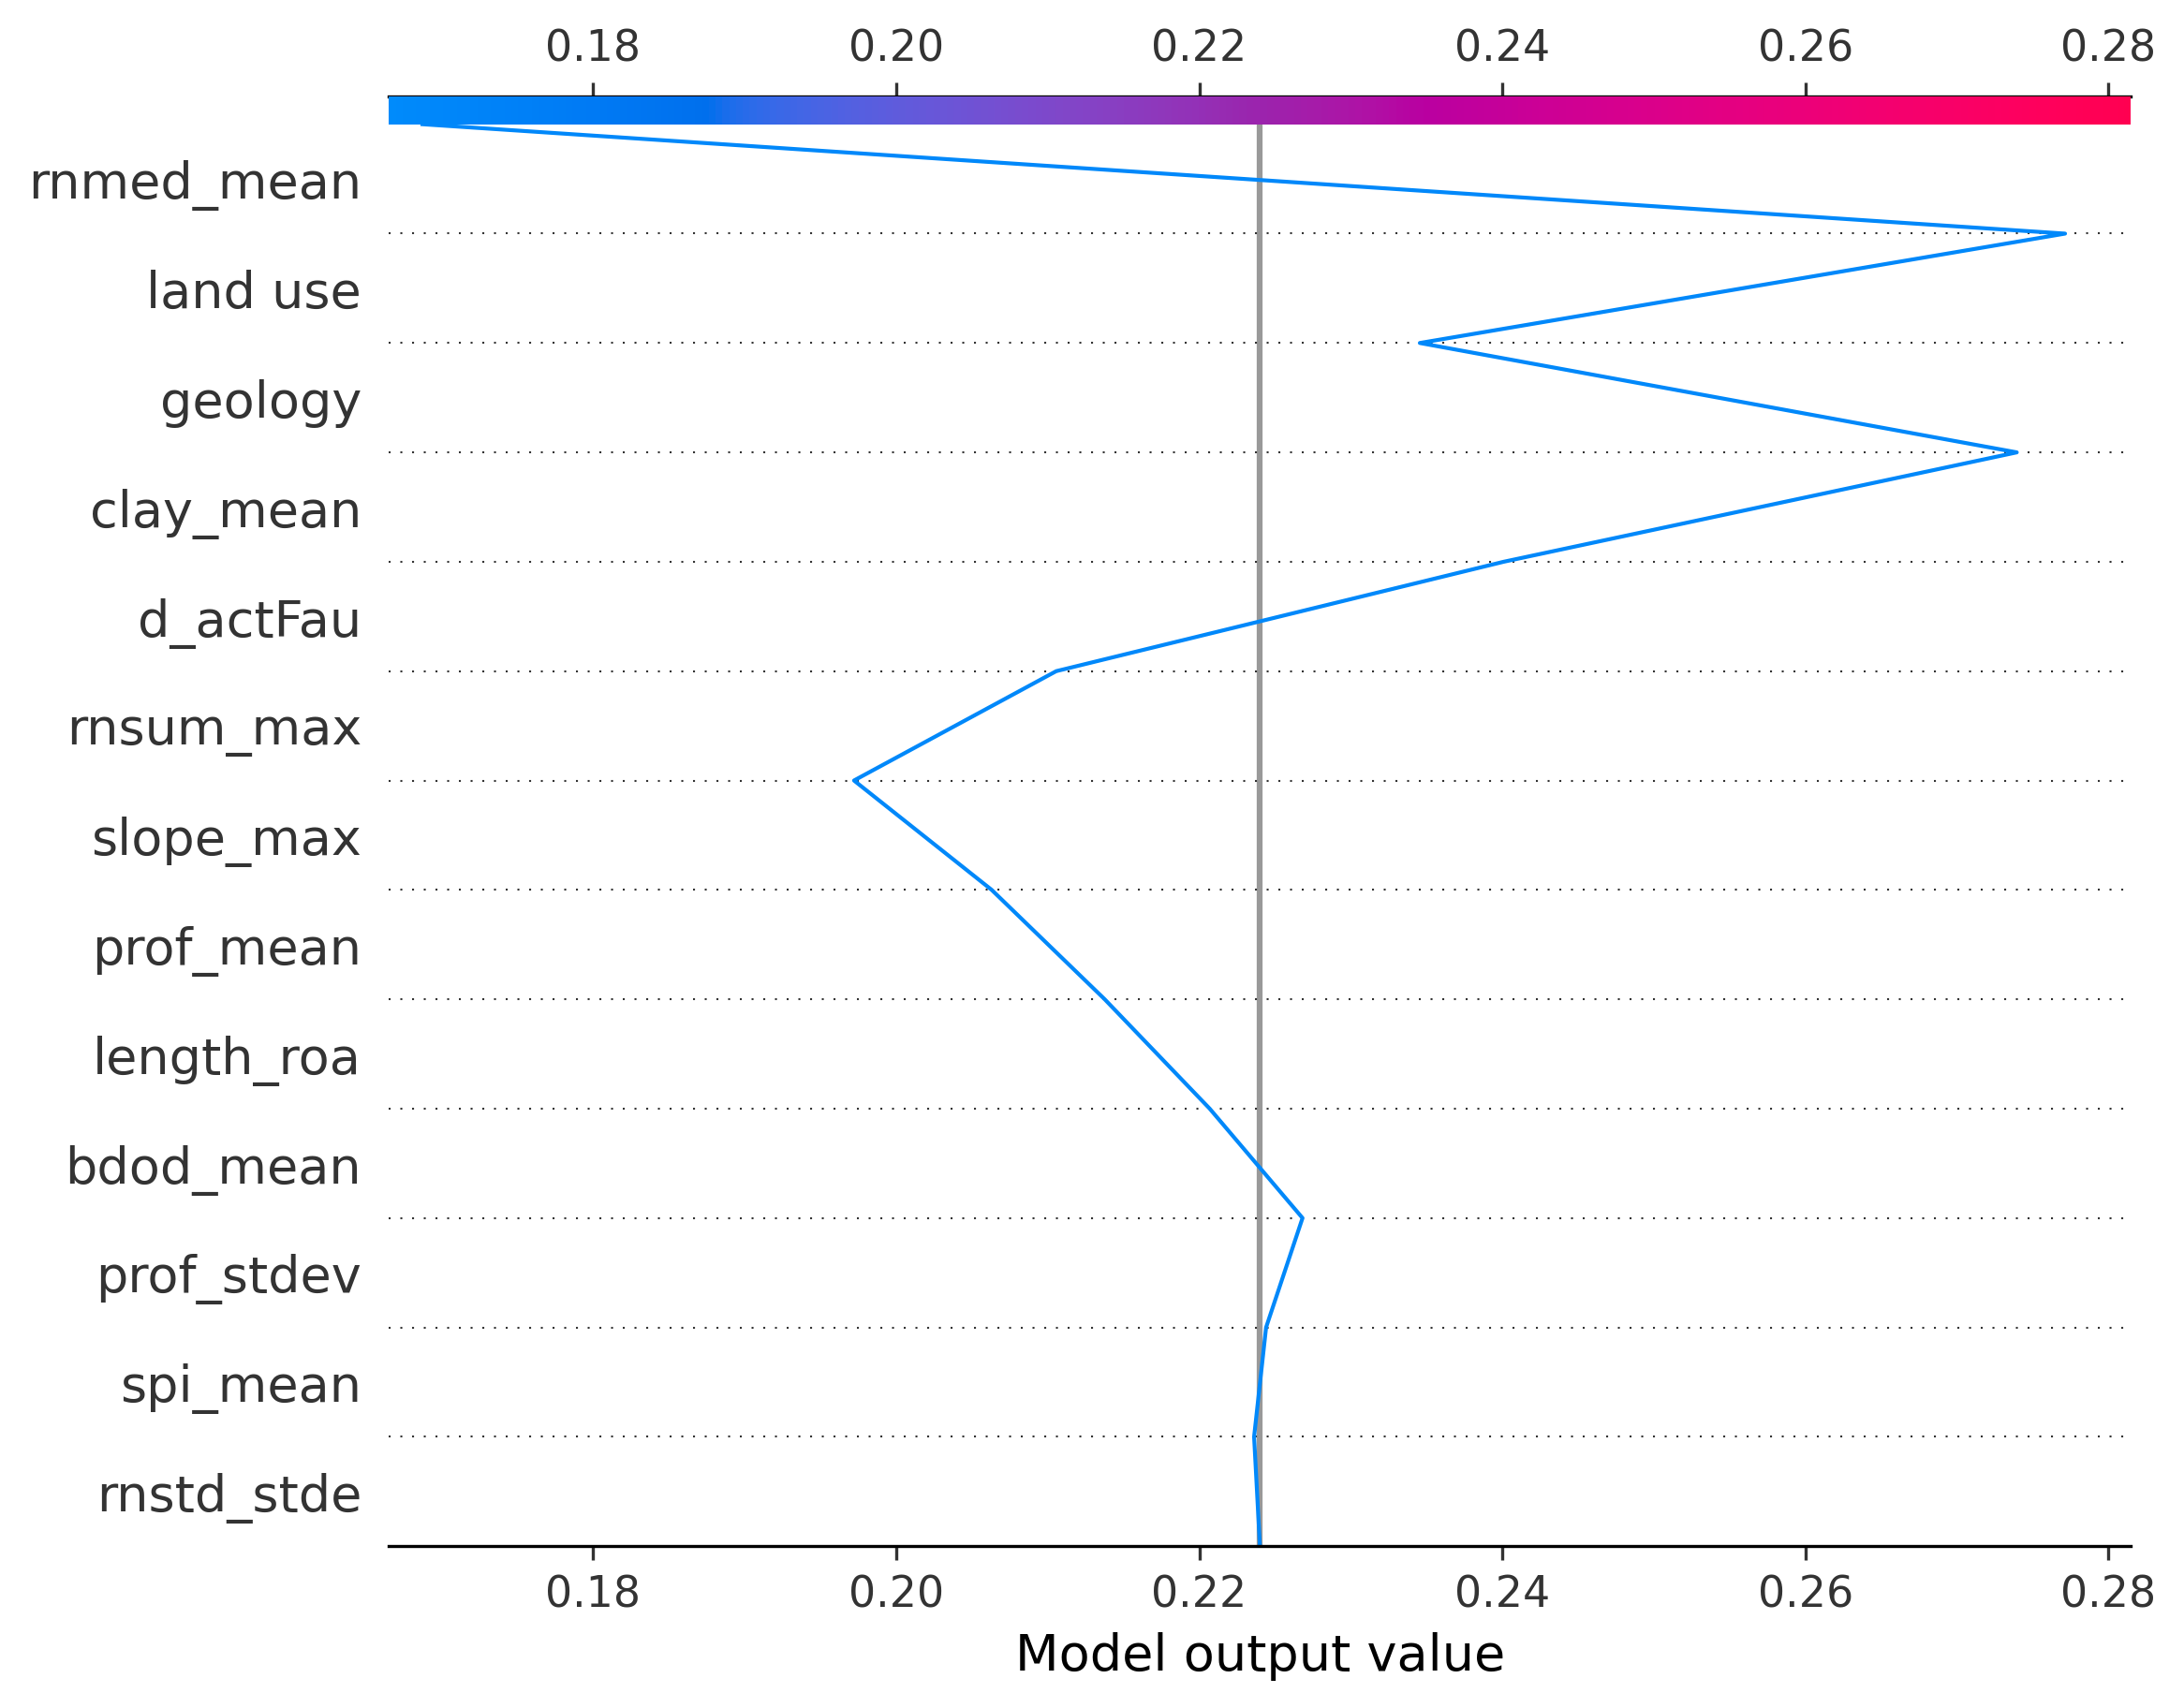 0.18 0.20 0.22 0.24 0.26 0.28
rnmed_mean
land use
geology
clay_mean
d_actFau
rnsum_max
slope_max
prof_mean
length_roa
bdod_mean
prof_stdev
spi_mean
rnstd_stde
0.18 0.20 0.22 0.24 0.26 0.28
Model output value